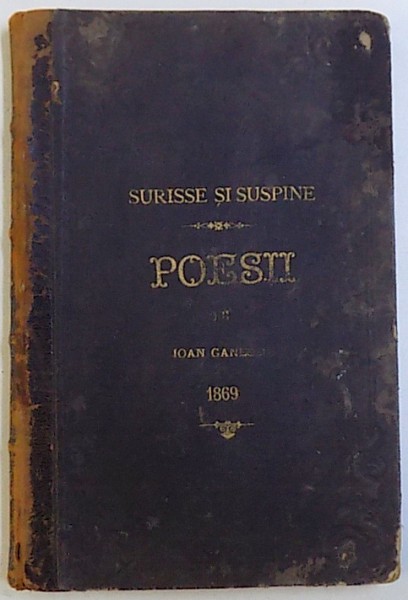 SURISSE ȘI SUSPINE
POESII
IOAN
1869